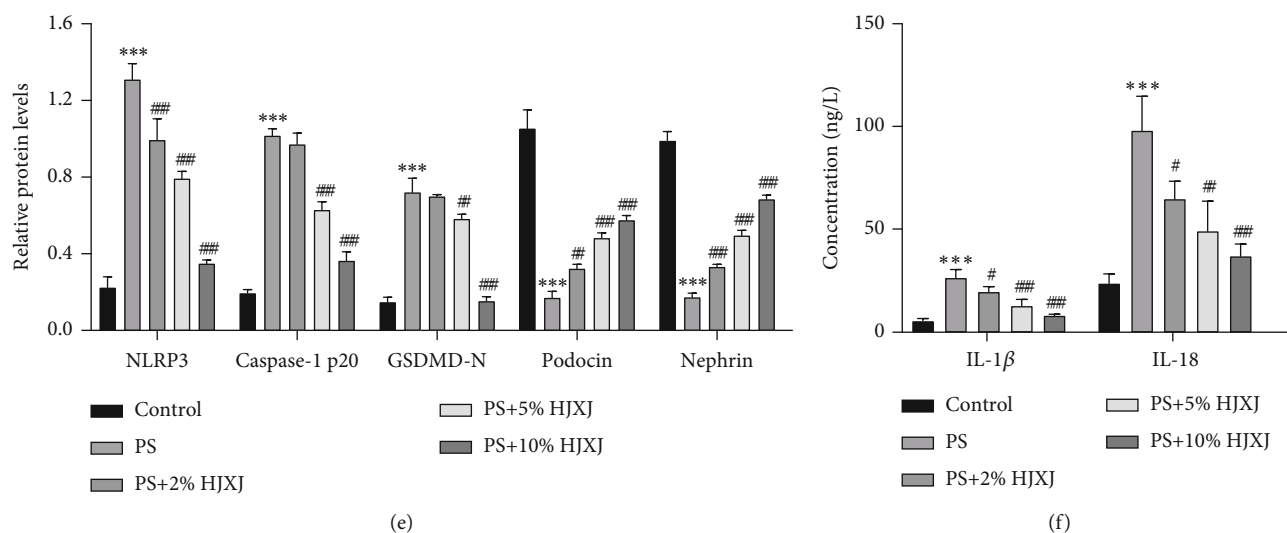 1.6
1.2
0.8
0.4
0.0
Relative protein levels
***
###
###
###
***
###
###
***
##
###
***
##
###
###
***
###
###
###
NLRP3 Caspase-1 p20 GSDMD-N Podocin Nephrin
Control
PS
PS+2% HJXJ
PS+5% HJXJ
PS+10% HJXJ
(e)
150
100
50
0
Concentration (ng/L)
***
#
###
###
***
#
##
###
IL-1β IL-18
Control
PS
PS+2% HJXJ
PS+5% HJXJ
PS+10% HJXJ
(f)